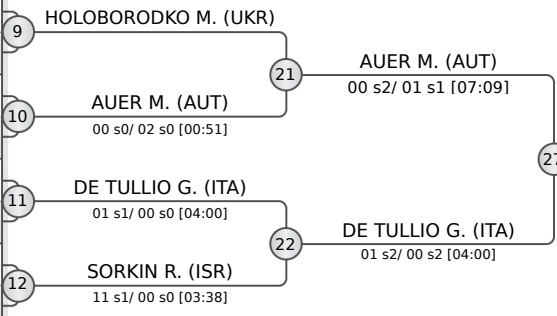 HOLOBORODKO M. (UKR)
9
AUER M. (AUT)
21
00 s2/ 01 s1 [07:09]
AUER M. (AUT)
10
00 s0/ 02 s0 [00:51]
27
DE TULLIO G. (ITA)
11
01 s1/ 00 s0 [04:00]
DE TULLIO G. (ITA)
22
01 s2/ 00 s2 [04:00]
SORKIN R. (ISR)
12
11 s1/ 00 s0 [03:38]